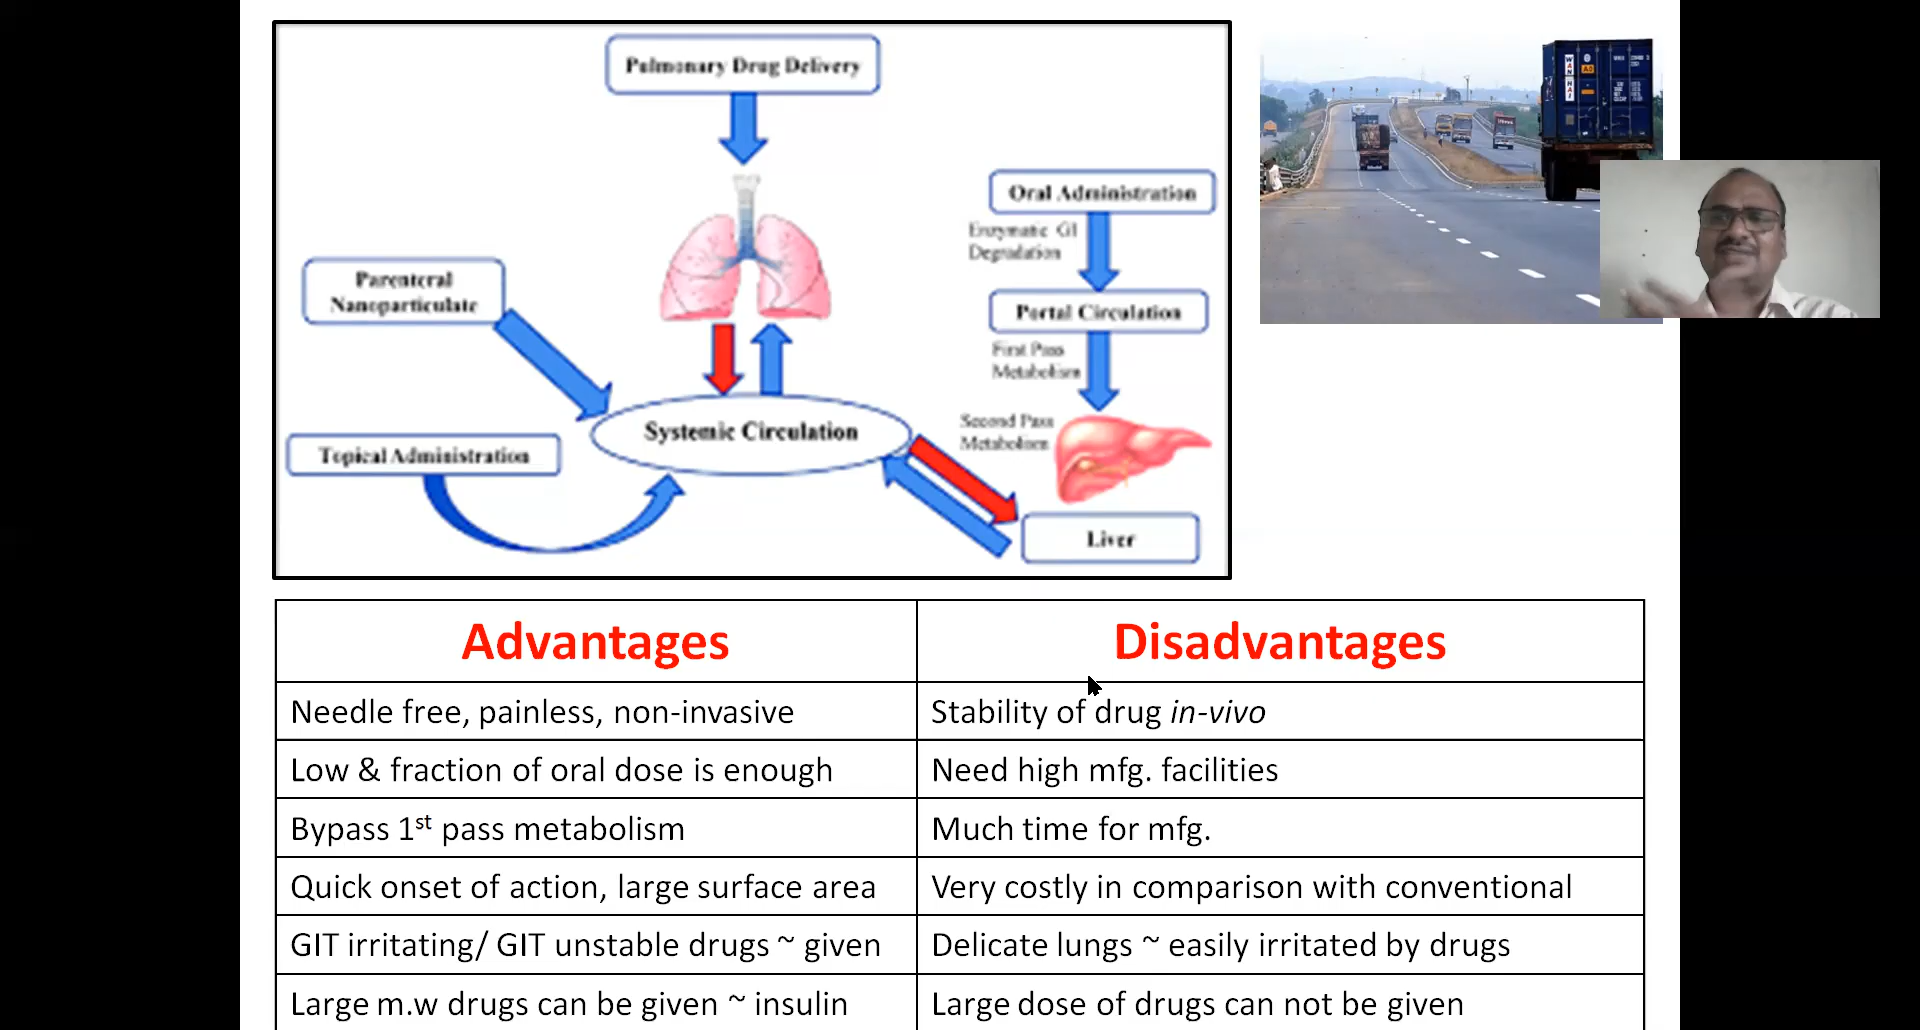 Pulmonary Drug Delivery
Oral Administration
Enzymatic GI
Degradation
Parenteral
Nanoparticulate
Portal Circulation
First Pass
Metabolism
Second Pass
Metabolism
Systemic Circulation
Topical Administration
Liver
WAN HAI
Advantages
Disadvantages
Needle free, painless, non-invasive
Stability of drug in-vivo
Low & fraction of oral dose is enough
Need high mfg. facilities
Bypass 1st pass metabolism
Much time for mfg.
Quick onset of action, large surface area
Very costly in comparison with conventional
GIT irritating/ GIT unstable drugs ~ given
Delicate lungs ~ easily irritated by drugs
Large m.w drugs can be given ~ insulin
Large dose of drugs can not be given